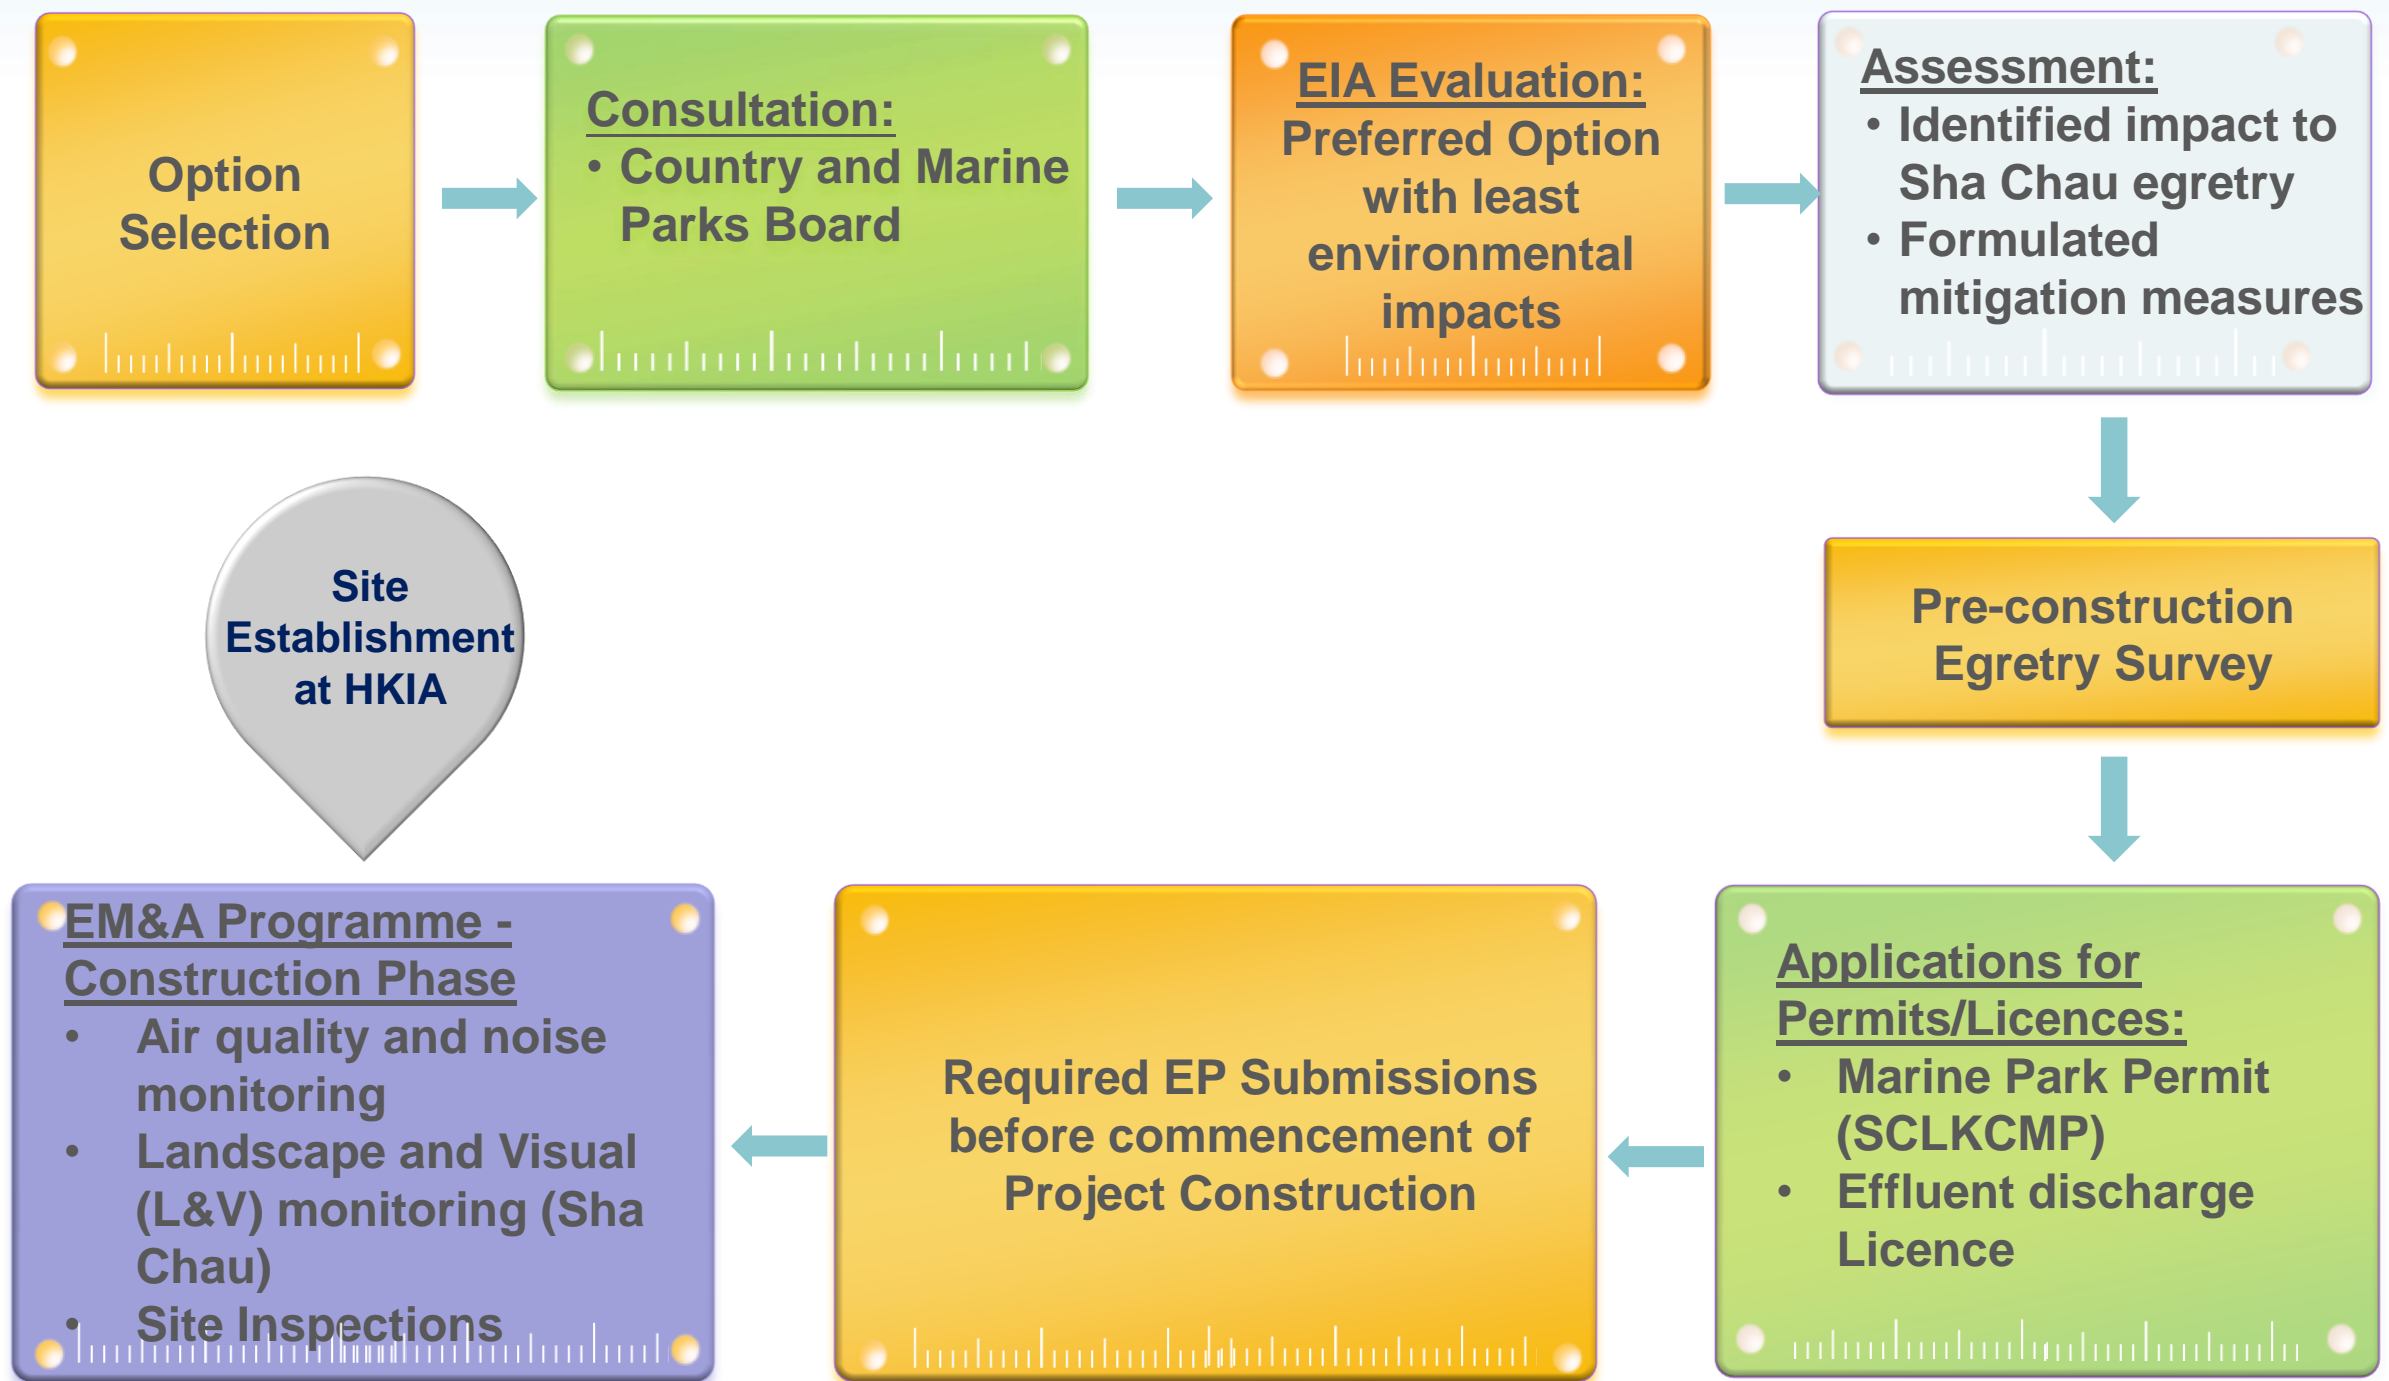 Option
Selection
Consultation:
• Country and Marine
Parks Board
EIA Evaluation:
Preferred Option
with least
environmental
impacts
Assessment:
• Identified impact to
Sha Chau egretry
• Formulated
mitigation measures
Pre-construction
Egretry Survey
Applications for
Permits/Licences:
• Marine Park Permit
(SCLKCMP)
• Effluent discharge
Licence
Required EP Submissions
before commencement of
Project Construction
Site
Establishment
at HKIA
EM&A Programme -
Construction Phase
• Air quality and noise
monitoring
• Landscape and Visual
(L&V) monitoring (Sha
Chau)
• Site Inspections